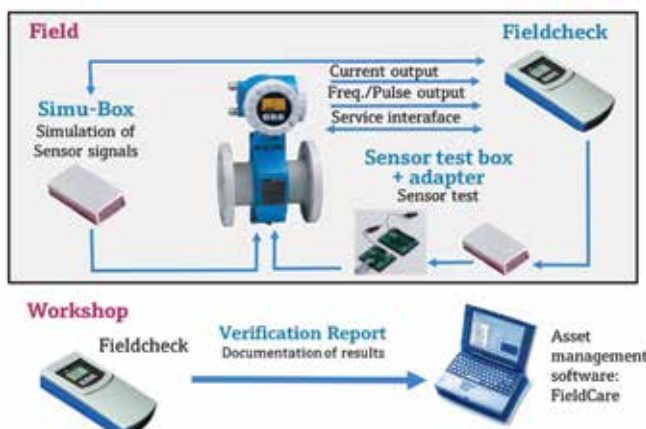 Field
Fieldcheck
Current output
Freq./Pulse output
Service interaface
Simu-Box
Simulation of
Sensor signals
Sensor test box
+ adapter
Sensor test
Workshop
Fieldcheck
Verification Report
Documentation of results
Asset
management
software:
FieldCare